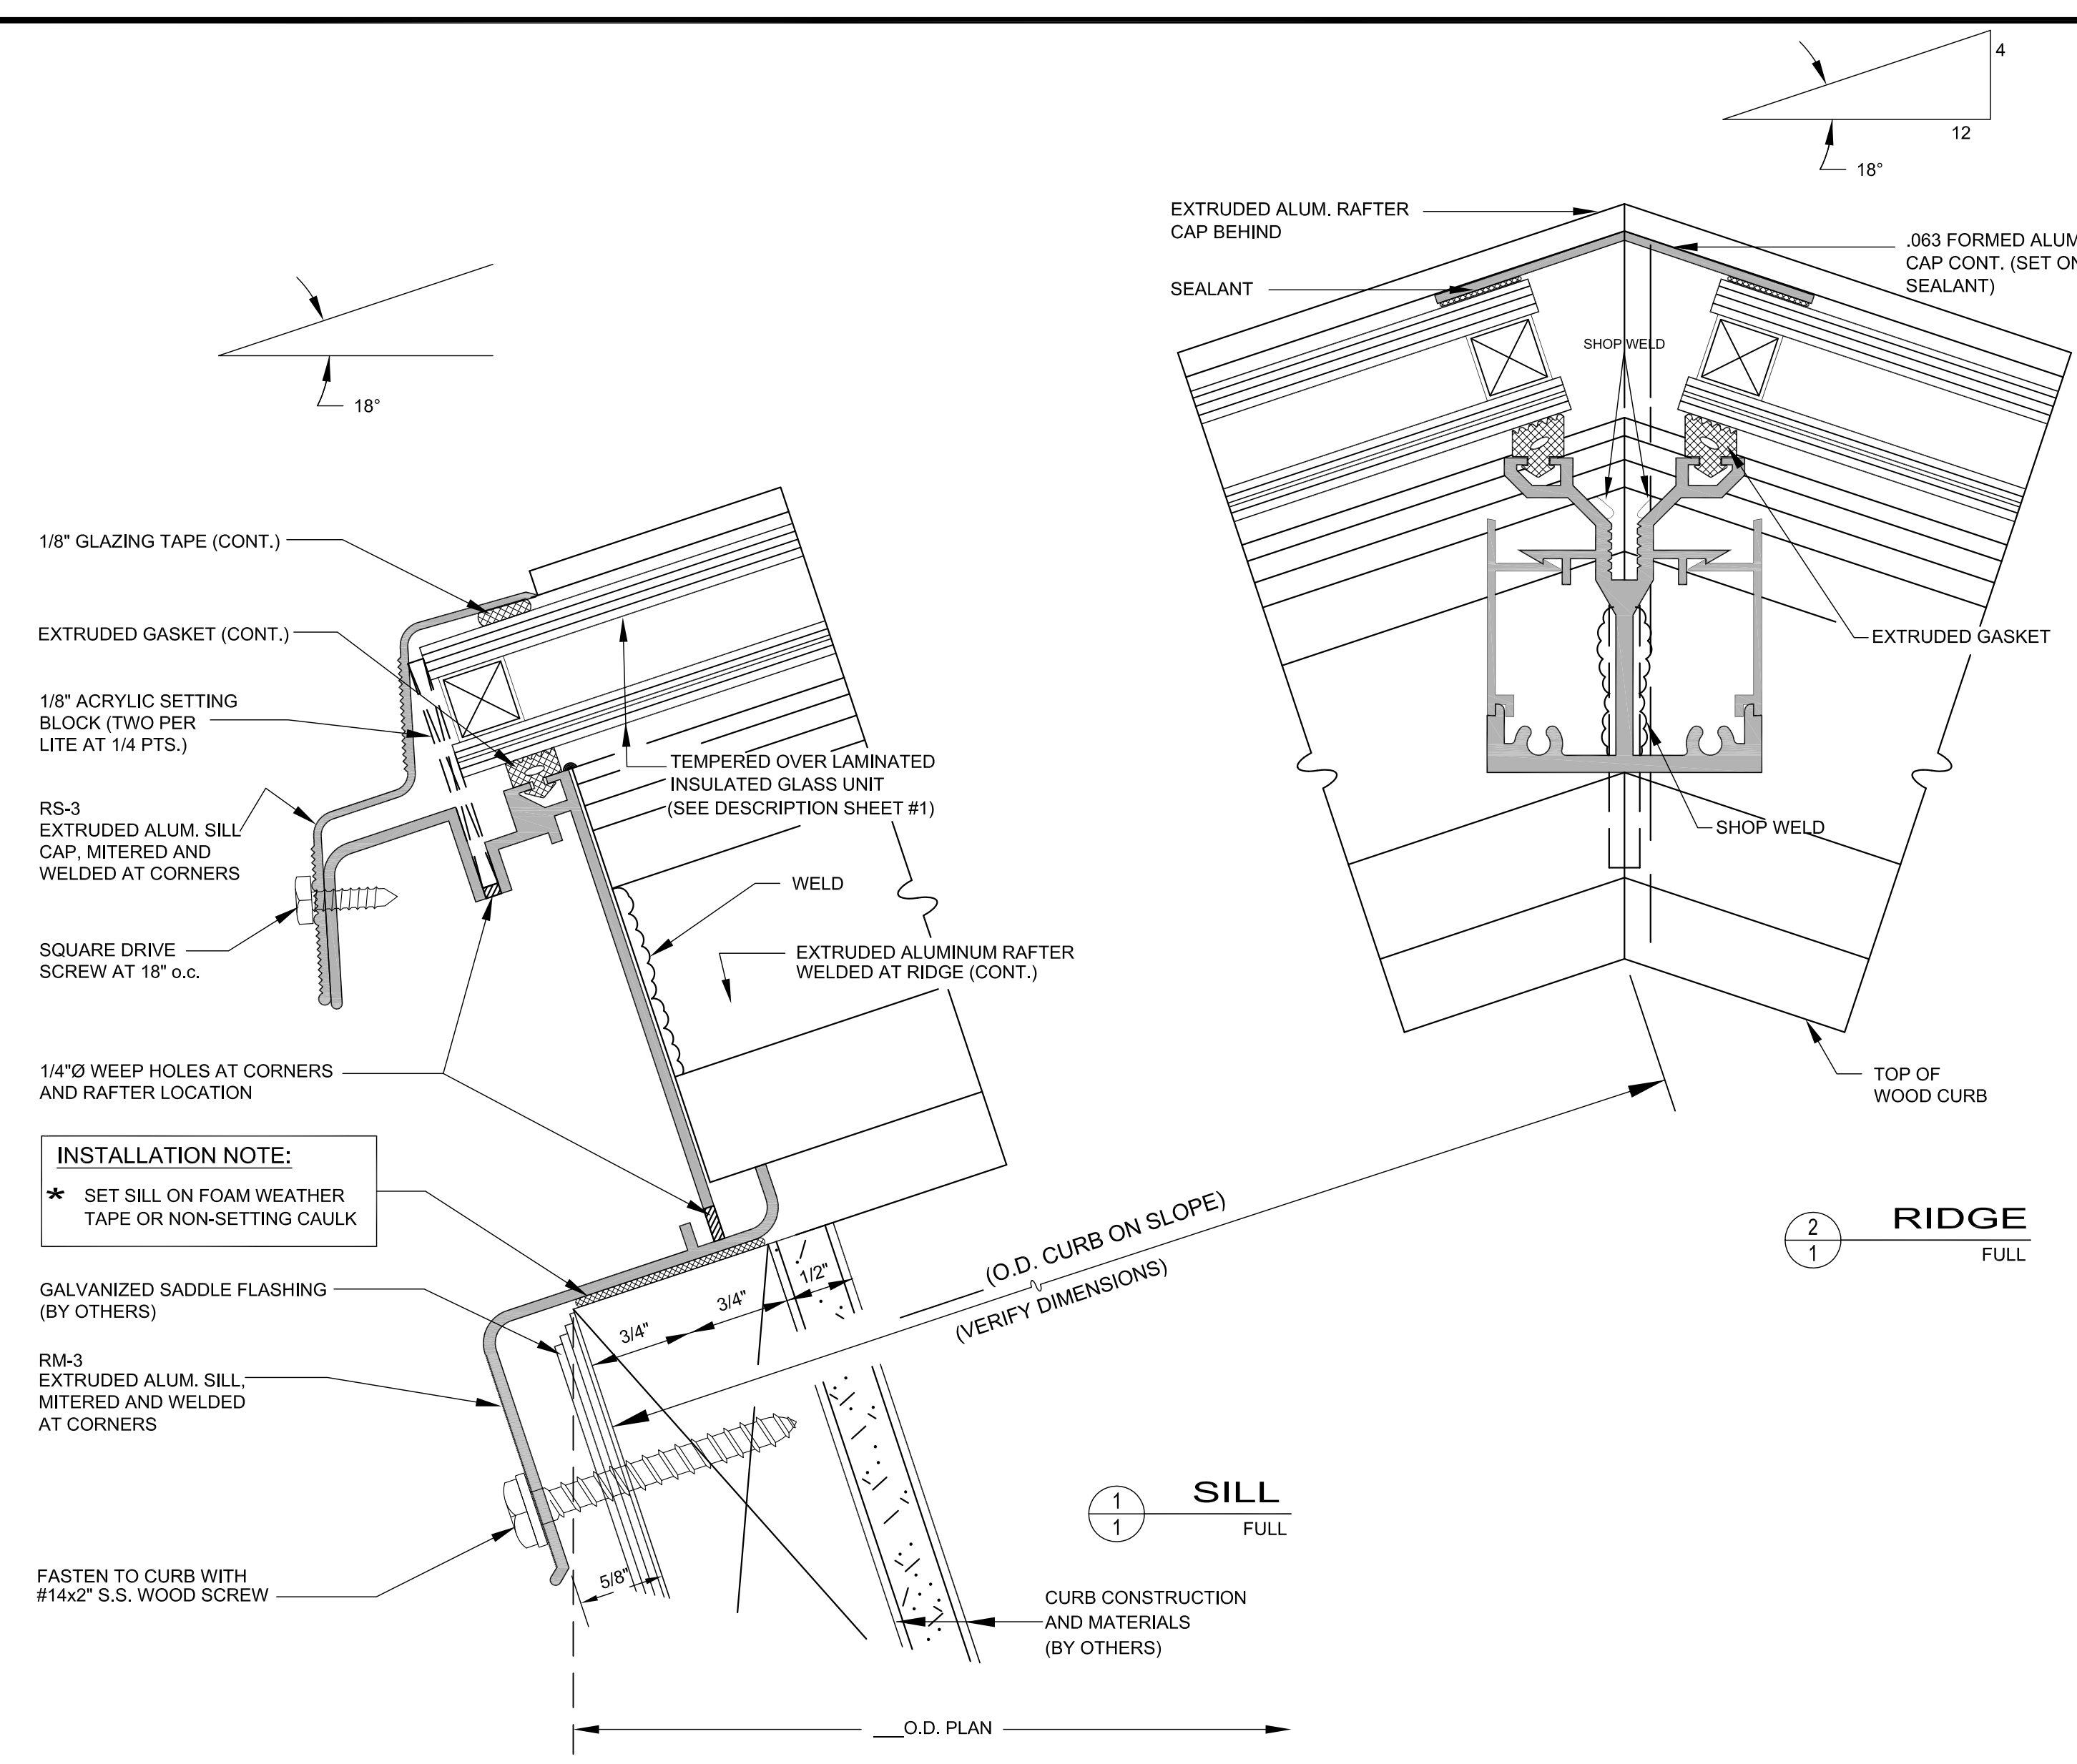 4
12
18°
EXTRUDED ALUM. RAFTER
CAP BEHIND
.063 FORMED ALUM
CAP CONT. (SET ON
SEALANT)
SEALANT
SHOP WELD
18°
1/8" GLAZING TAPE (CONT.)
EXTRUDED GASKET (CONT.)
1/8" ACRYLIC SETTING
BLOCK (TWO PER
LITE AT 1/4 PTS.)
RS-3
EXTRUDED ALUM. SILL
CAP, MITERED AND
WELDED AT CORNERS
SQUARE DRIVE
SCREW AT 18" o.c.
1/4"Ø WEEP HOLES AT CORNERS
AND RAFTER LOCATION
INSTALLATION NOTE:
* SET SILL ON FOAM WEATHER
TAPE OR NON-SETTING CAULK
GALVANIZED SADDLE FLASHING
(BY OTHERS)
RM-3
EXTRUDED ALUM. SILL,
MITERED AND WELDED
AT CORNERS
FASTEN TO CURB WITH
#14x2" S.S. WOOD SCREW
TEMPERED OVER LAMINATED
INSULATED GLASS UNIT
(SEE DESCRIPTION SHEET #1)
WELD
EXTRUDED ALUMINUM RAFTER
WELDED AT RIDGE (CONT.)
EXTRUDED GASKET
SHOP WELD
TOP OF
WOOD CURB
(O.D. CURB ON SLOPE)
(VERIFY DIMENSIONS)
1/2"
3/4"
3/4"
5/8"
2
1
RIDGE
FULL
1
1
SILL
FULL
CURB CONSTRUCTION
AND MATERIALS
(BY OTHERS)
___O.D. PLAN